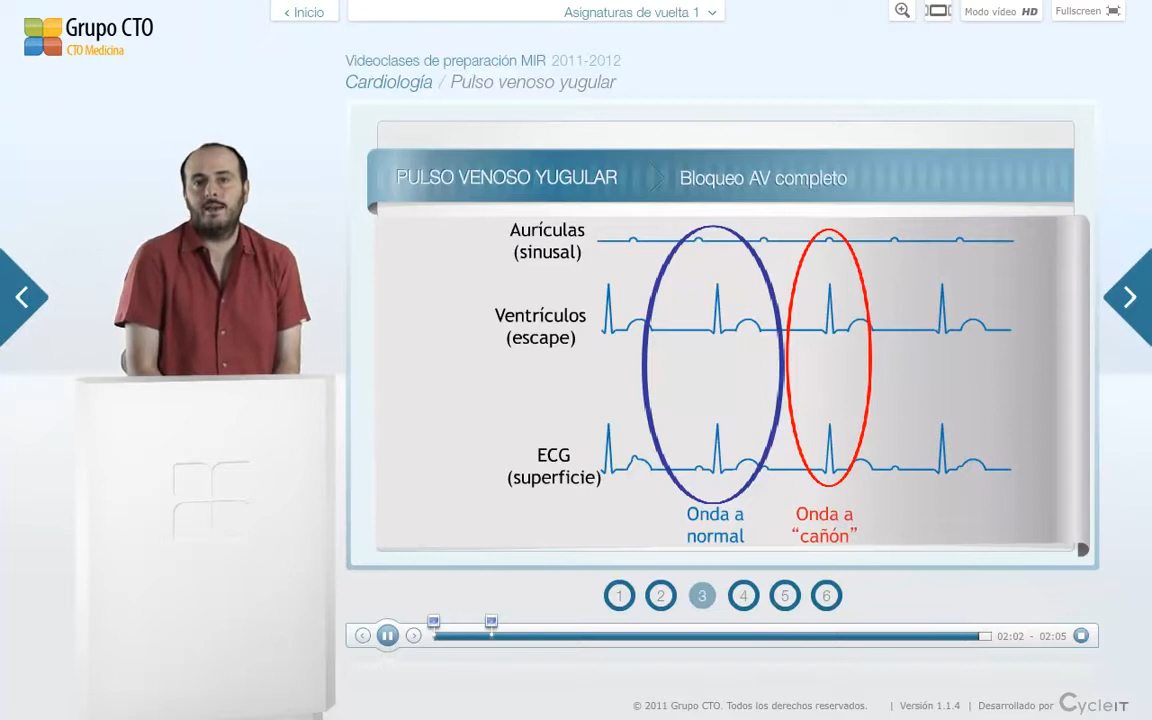 Grupo CTO
CTO Medicina
‹ Inicio
Asignaturas de vuelta 1
Modo vídeo HD
Fullscreen
Videoclases de preparación MIR 2011-2012
Cardiología / Pulso venoso yugular
PULSO VENOSO YUGULAR
Bloqueo AV completo
Aurículas
(sinusal)
Ventrículos
(escape)
ECG
(superficie)
Onda a
normal
Onda a
“cañón”
1 2 3 4 5 6
02:02 - 02:05
© 2011 Grupo CTO. Todos los derechos reservados. | Versión 1.1.4 | Desarrollado por CycleIT